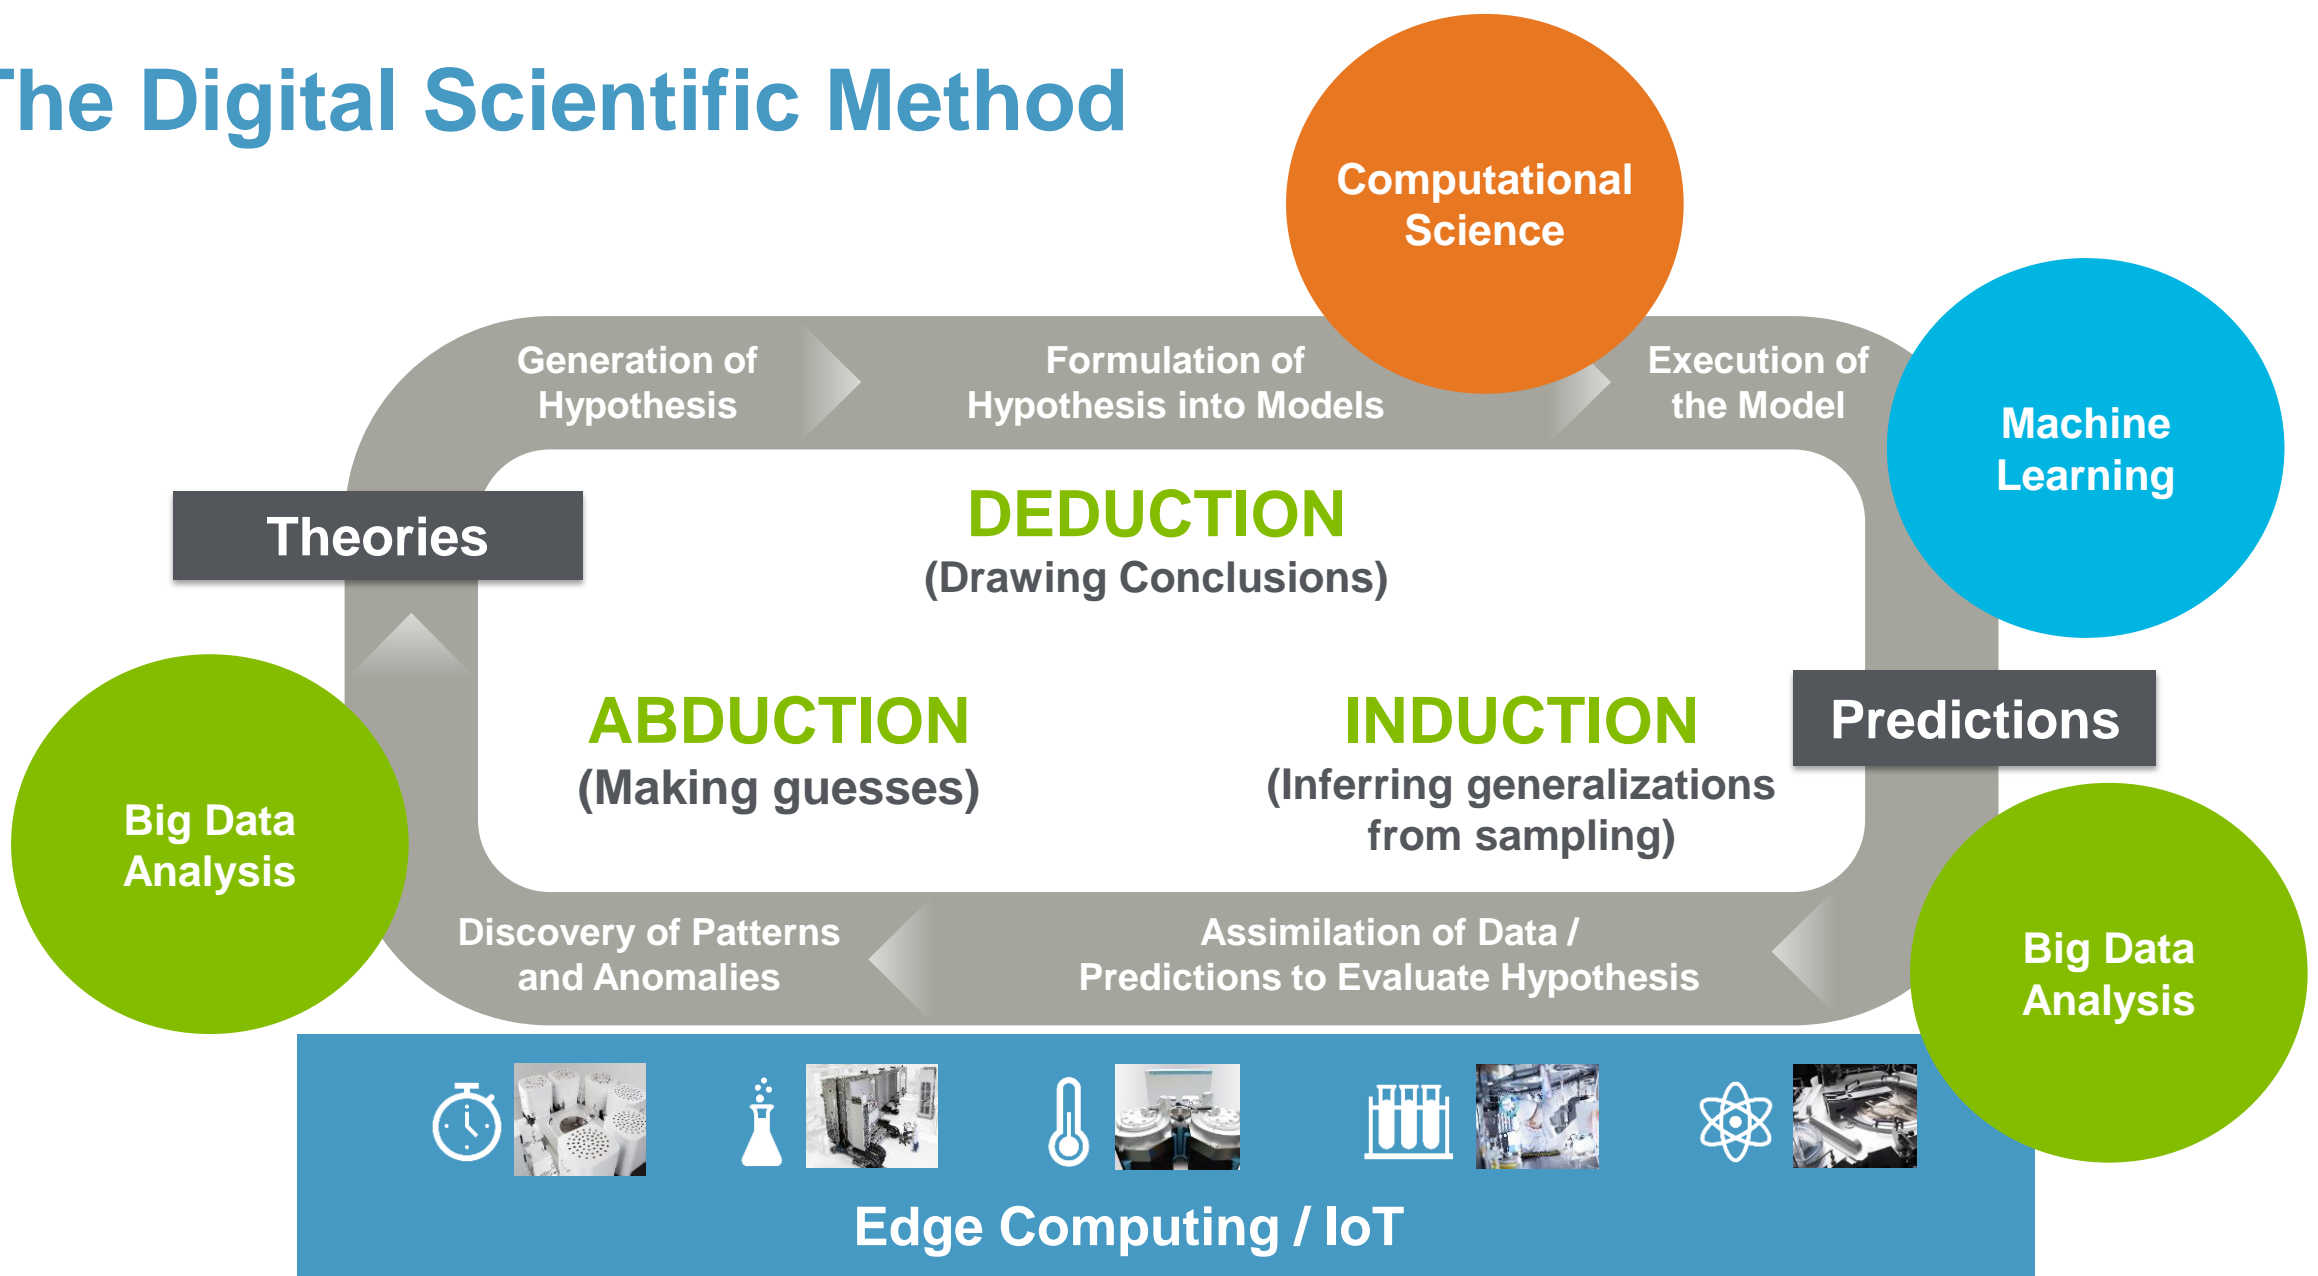 The Digital Scientific Method
Computational
Science
Generation of
Hypothesis
Formulation of
Hypothesis into Models
Execution of
the Model
Machine
Learning
Theories
DEDUCTION
(Drawing Conclusions)
ABDUCTION
(Making guesses)
INDUCTION
(Inferring generalizations
from sampling)
Predictions
Big Data
Analysis
Discovery of Patterns
and Anomalies
Assimilation of Data /
Predictions to Evaluate Hypothesis
Big Data
Analysis
Edge Computing / IoT